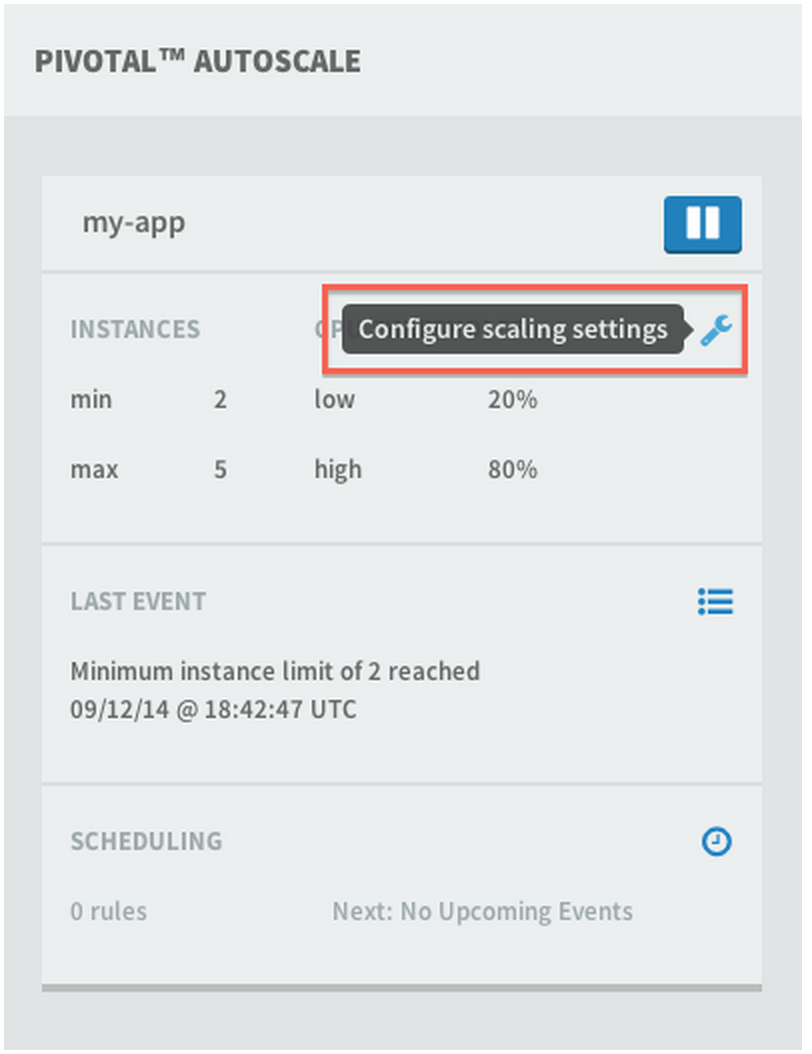 PIVOTAL™ AUTOSCALE
my-app
INSTANCES Configure scaling settings
min 2 low 20%
max 5 high 80%
LAST EVENT
Minimum instance limit of 2 reached
09/12/14 @ 18:42:47 UTC
SCHEDULING
0 rules Next: No Upcoming Events